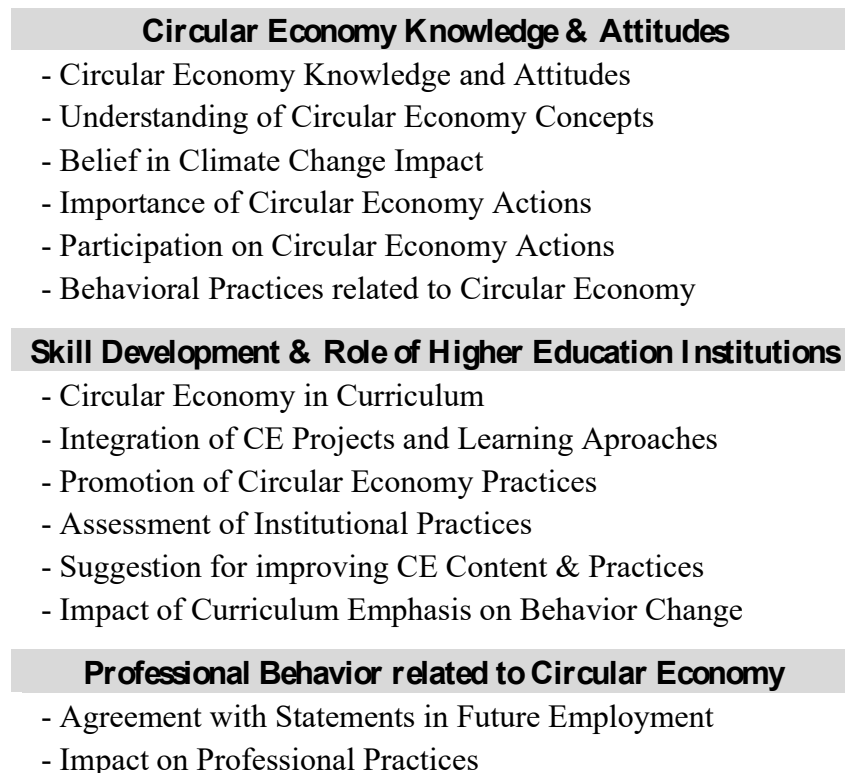 Circular Economy Knowledge & Attitudes
- Circular Economy Knowledge and Attitudes
- Understanding of Circular Economy Concepts
- Belief in Climate Change Impact
- Importance of Circular Economy Actions
- Participation on Circular Economy Actions
- Behavioral Practices related to Circular Economy
Skill Development & Role of Higher Education Institutions
- Circular Economy in Curriculum
- Integration of CE Projects and Learning Aproaches
- Promotion of Circular Economy Practices
- Assessment of Institutional Practices
- Suggestion for improving CE Content & Practices
- Impact of Curriculum Emphasis on Behavior Change
Professional Behavior related to Circular Economy
- Agreement with Statements in Future Employment
- Impact on Professional Practices